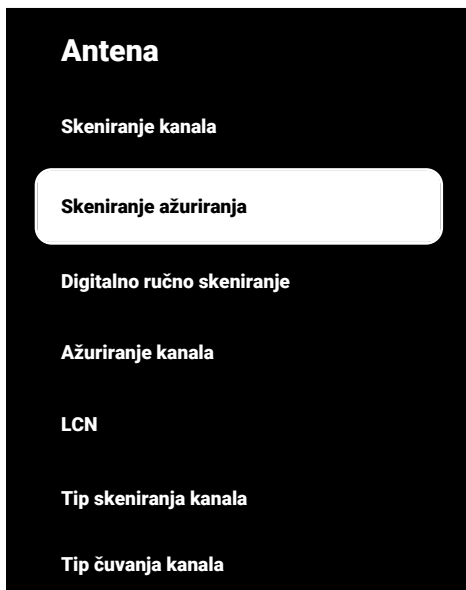 Antena
Skeniranje kanala
Skeniranje ažuriranja
Digitalno ručno skeniranje
Ažuriranje kanala
LCN
Tip skeniranja kanala
Tip čuvanja kanala